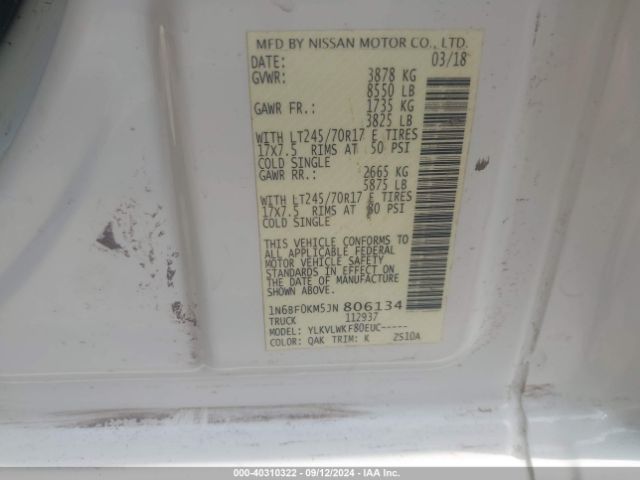 MFD BY NISSAN MOTOR CO., LTD.
DATE: 03/18
GVWR: 3878 KG
8550 LB
GAWR FR.: 1735 KG
3825 LB
WITH LT245/70R17 E TIRES
17X7.5 RIMS AT 50 PSI
COLD SINGLE
GAWR RR.: 2665 KG
5875 LB
WITH LT245/70R17 E TIRES
17X7.5 RIMS AT 80 PSI
COLD SINGLE
THIS VEHICLE CONFORMS TO
ALL APPLICABLE FEDERAL
MOTOR VEHICLE SAFETY
STANDARDS IN EFFECT ON
THE DATE OF MANUFACTURE
SHOWN ABOVE.
1N6BF0KM5JN 806134
TRUCK 112937
MODEL: YLKVLWKF80EUC-----
COLOR: QAK TRIM: K ZS10A
000-40310322 - 09/12/2024 - IAA Inc.